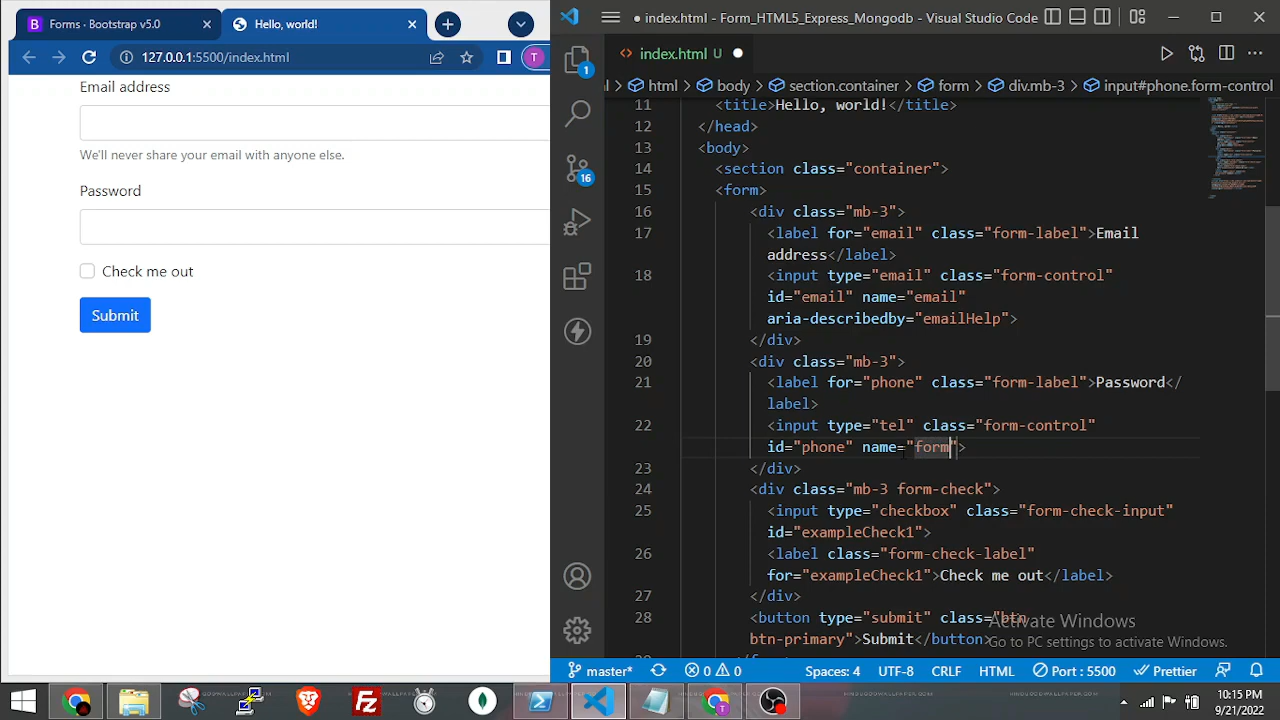 Forms · Bootstrap v5.0
Hello, world!
127.0.0.1:5500/index.html
T
Email address
We'll never share your email with anyone else.
Password
Check me out
Submit
index.html - Form_HTML5_Express_Mongodb - Visual Studio Code
index.html U
html body section.container form div.mb-3 input#phone.form-control
11 <title>Hello, world!</title>
12 </head>
13 <body>
14 <section class="container">
15 <form>
16 <div class="mb-3">
17 <label for="email" class="form-label">Email
address</label>
18 <input type="email" class="form-control"
id="email" name="email"
aria-describedby="emailHelp">
19 </div>
20 <div class="mb-3">
21 <label for="phone" class="form-label">Password</
label>
22 <input type="tel" class="form-control"
id="phone" name="form">
23 </div>
24 <div class="mb-3 form-check">
25 <input type="checkbox" class="form-check-input"
id="exampleCheck1">
26 <label class="form-check-label"
for="exampleCheck1">Check me out</label>
27 </div>
28 <button type="submit" class="btn
btn-primary">Submit</button>
Activate Windows
Go to PC settings to activate Windows.
1
16
master* 0 0 Spaces: 4 UTF-8 CRLF HTML Port : 5500 Prettier
10:15 PM
9/21/2022